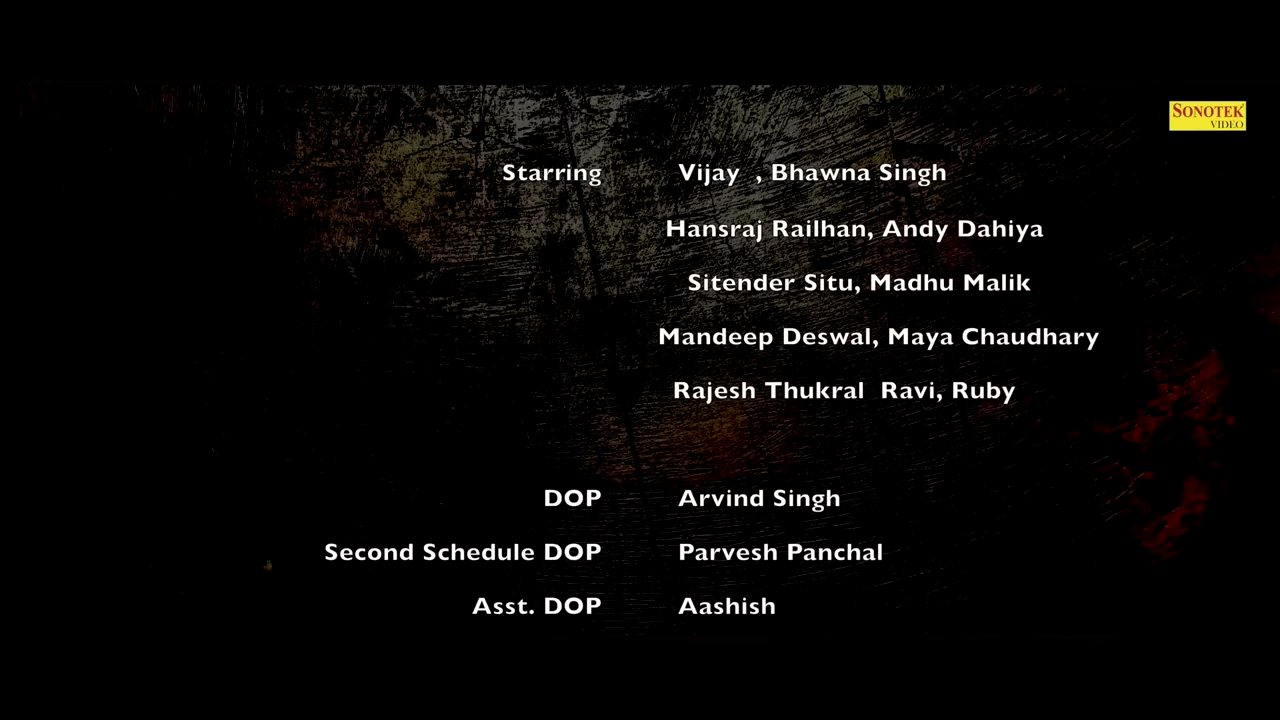 SONOTEK
VIDEO
Starring Vijay , Bhawna Singh
Hansraj Railhan, Andy Dahiya
Sitender Situ, Madhu Malik
Mandeep Deswal, Maya Chaudhary
Rajesh Thukral Ravi, Ruby
DOP Arvind Singh
Second Schedule DOP Parvesh Panchal
Asst. DOP Aashish